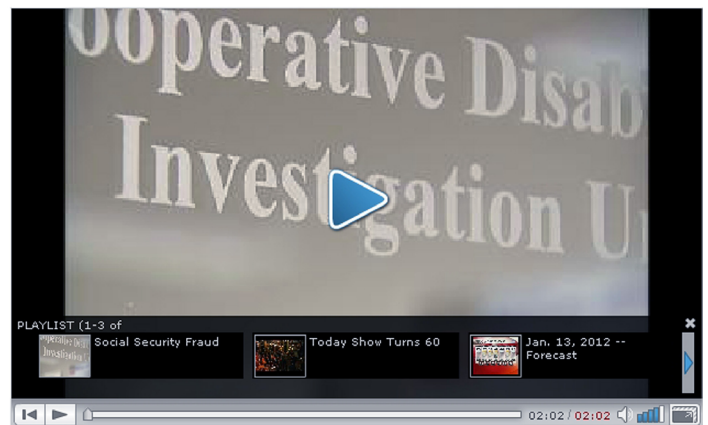 ooperative Disab
Investigation U
PLAYLIST (1-3 of
Social Security Fraud
Today Show Turns 60
Jan. 13, 2012 --
Forecast
02:02/02:02